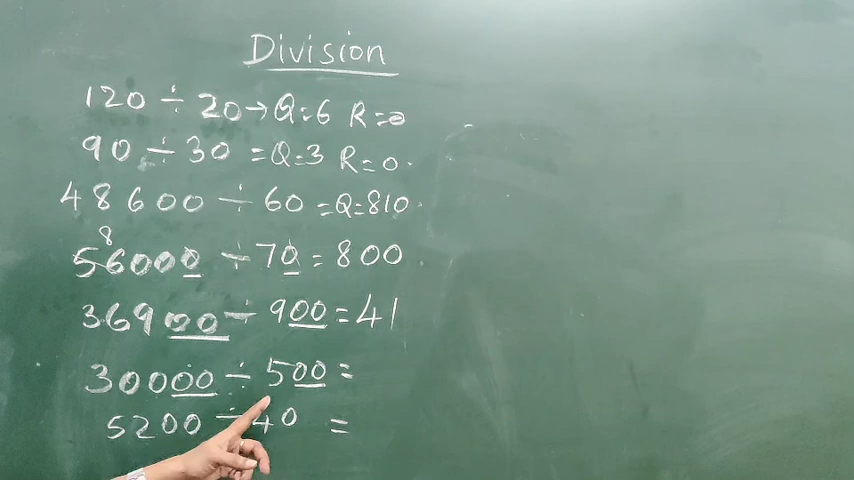 Division
120 ÷ 20 → Q=6 R=0
90 ÷ 30 = Q=3 R=0.
48600 ÷ 60 = Q=810.
8
56000 ÷ 70 = 800
36900 ÷ 900 = 41
30000 ÷ 500 =
5200 ÷ 40 =